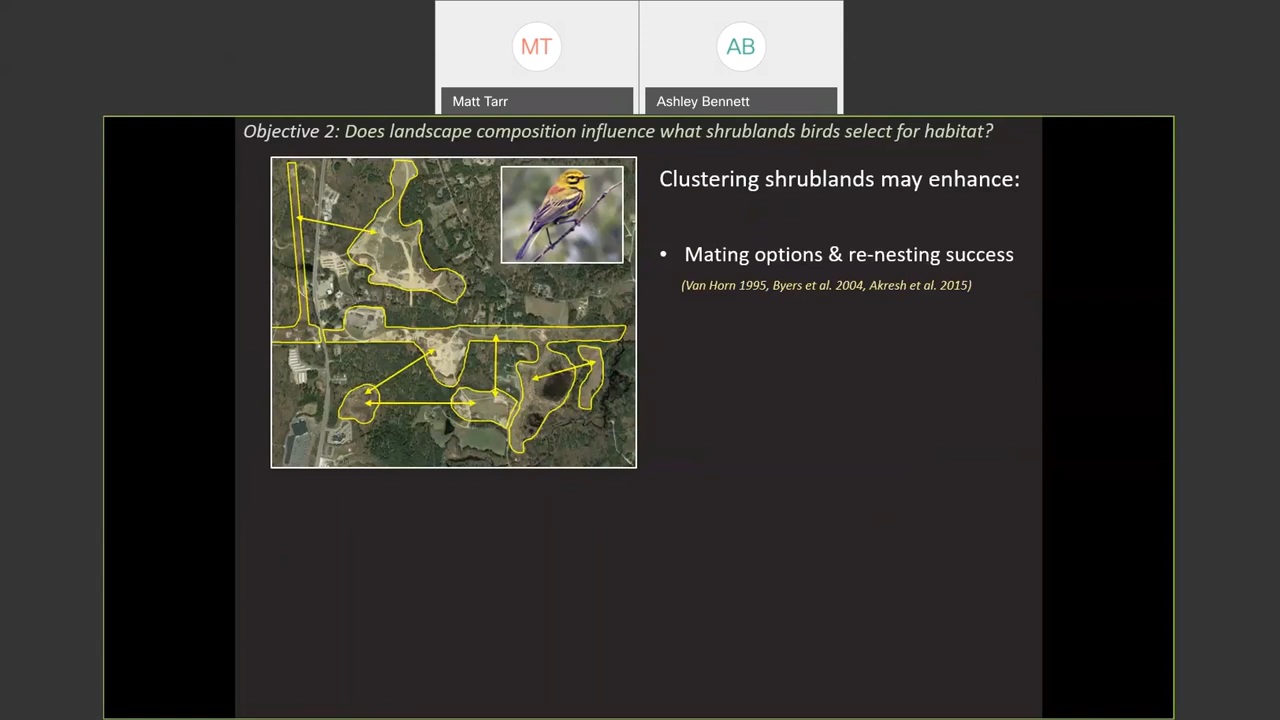 MT
AB
Matt Tarr
Ashley Bennett
Objective 2: Does landscape composition influence what shrublands birds select for habitat?
Clustering shrublands may enhance:
• Mating options & re-nesting success
(Van Horn 1995, Byers et al. 2004, Akresh et al. 2015)